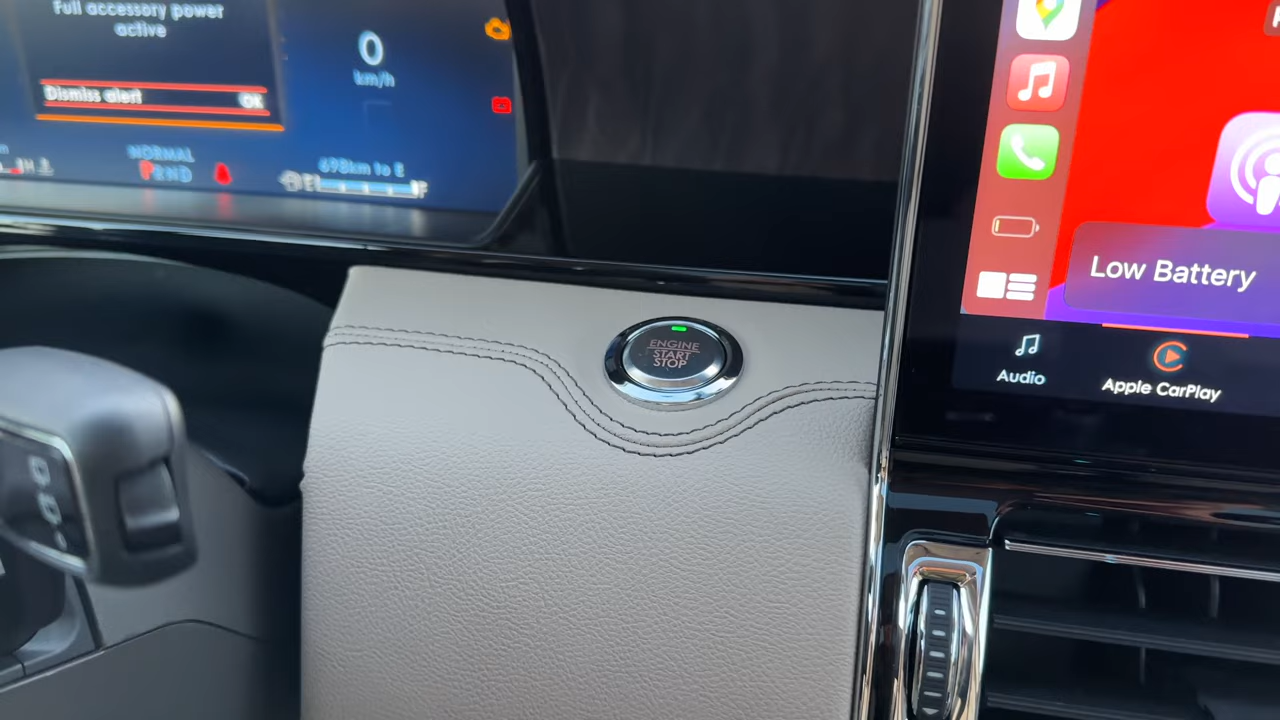 Full accessory power
active
Dismiss alert OK
0
km/h
NORMAL
PRND
698km to E
E F
ENGINE
START
STOP
Low Battery
Audio
Apple CarPlay